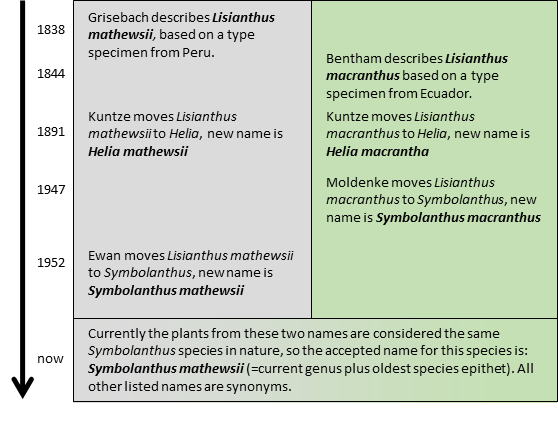 1838
Grisebach describes Lisianthus
mathewsii, based on a type
specimen from Peru.
1844
Bentham describes Lisianthus
macranthus based on a type
specimen from Ecuador.
1891
Kuntze moves Lisianthus
mathewsii to Helia, new name is
Helia mathewsii
Kuntze moves Lisianthus
macranthus to Helia, new name is
Helia macrantha
1947
Moldenke moves Lisianthus
macranthus to Symbolanthus, new
name is Symbolanthus macranthus
1952
Ewan moves Lisianthus mathewsii
to Symbolanthus, new name is
Symbolanthus mathewsii
now
Currently the plants from these two names are considered the same
Symbolanthus species in nature, so the accepted name for this species is:
Symbolanthus mathewsii (=current genus plus oldest species epithet). All
other listed names are synonyms.